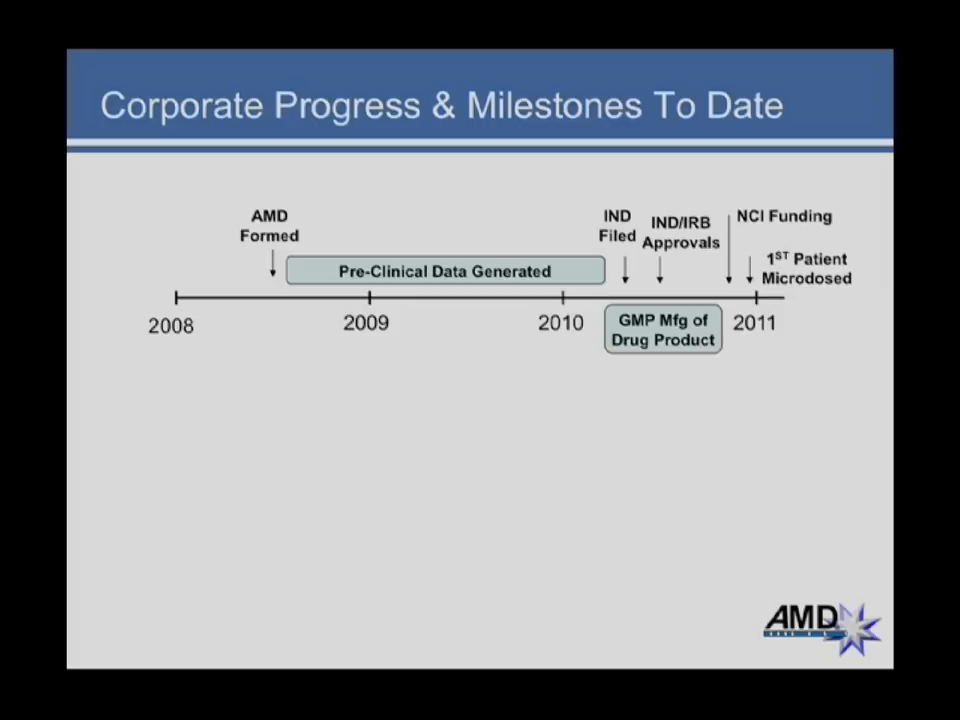 Corporate Progress & Milestones To Date
AMD
Formed
IND
Filed
IND/IRB
Approvals
NCI Funding
1ST Patient
Microdosed
Pre-Clinical Data Generated
2008
2009
2010
GMP Mfg of
Drug Product
2011
AMD